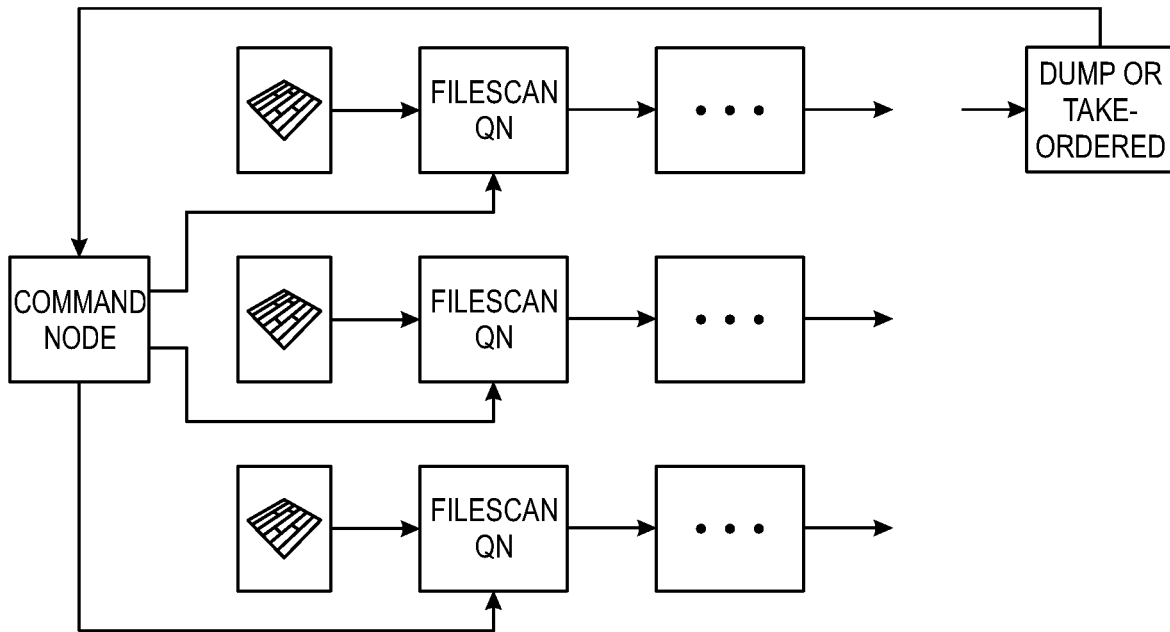 FILESCAN
QN
• • •
DUMP OR
TAKE-
ORDERED
COMMAND
NODE
FILESCAN
QN
• • •
FILESCAN
QN
• • •